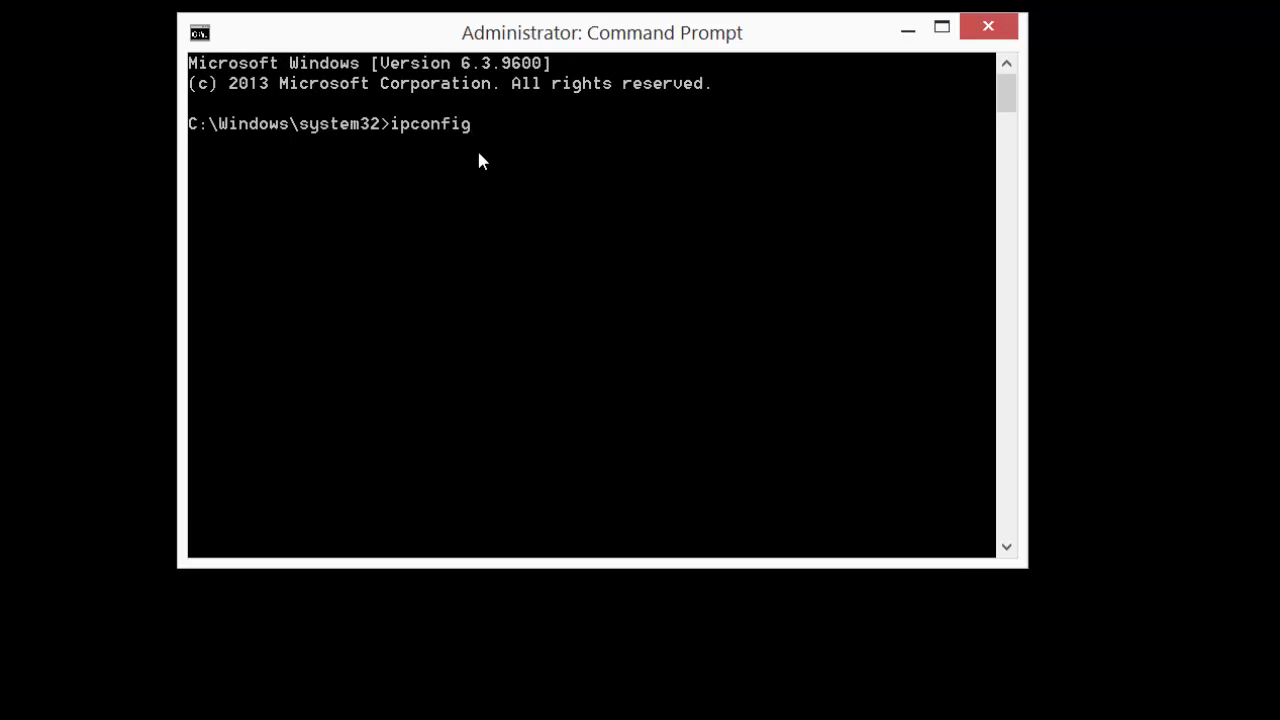 Administrator: Command Prompt
Microsoft Windows [Version 6.3.9600]
(c) 2013 Microsoft Corporation. All rights reserved.
C:\Windows\system32>ipconfig